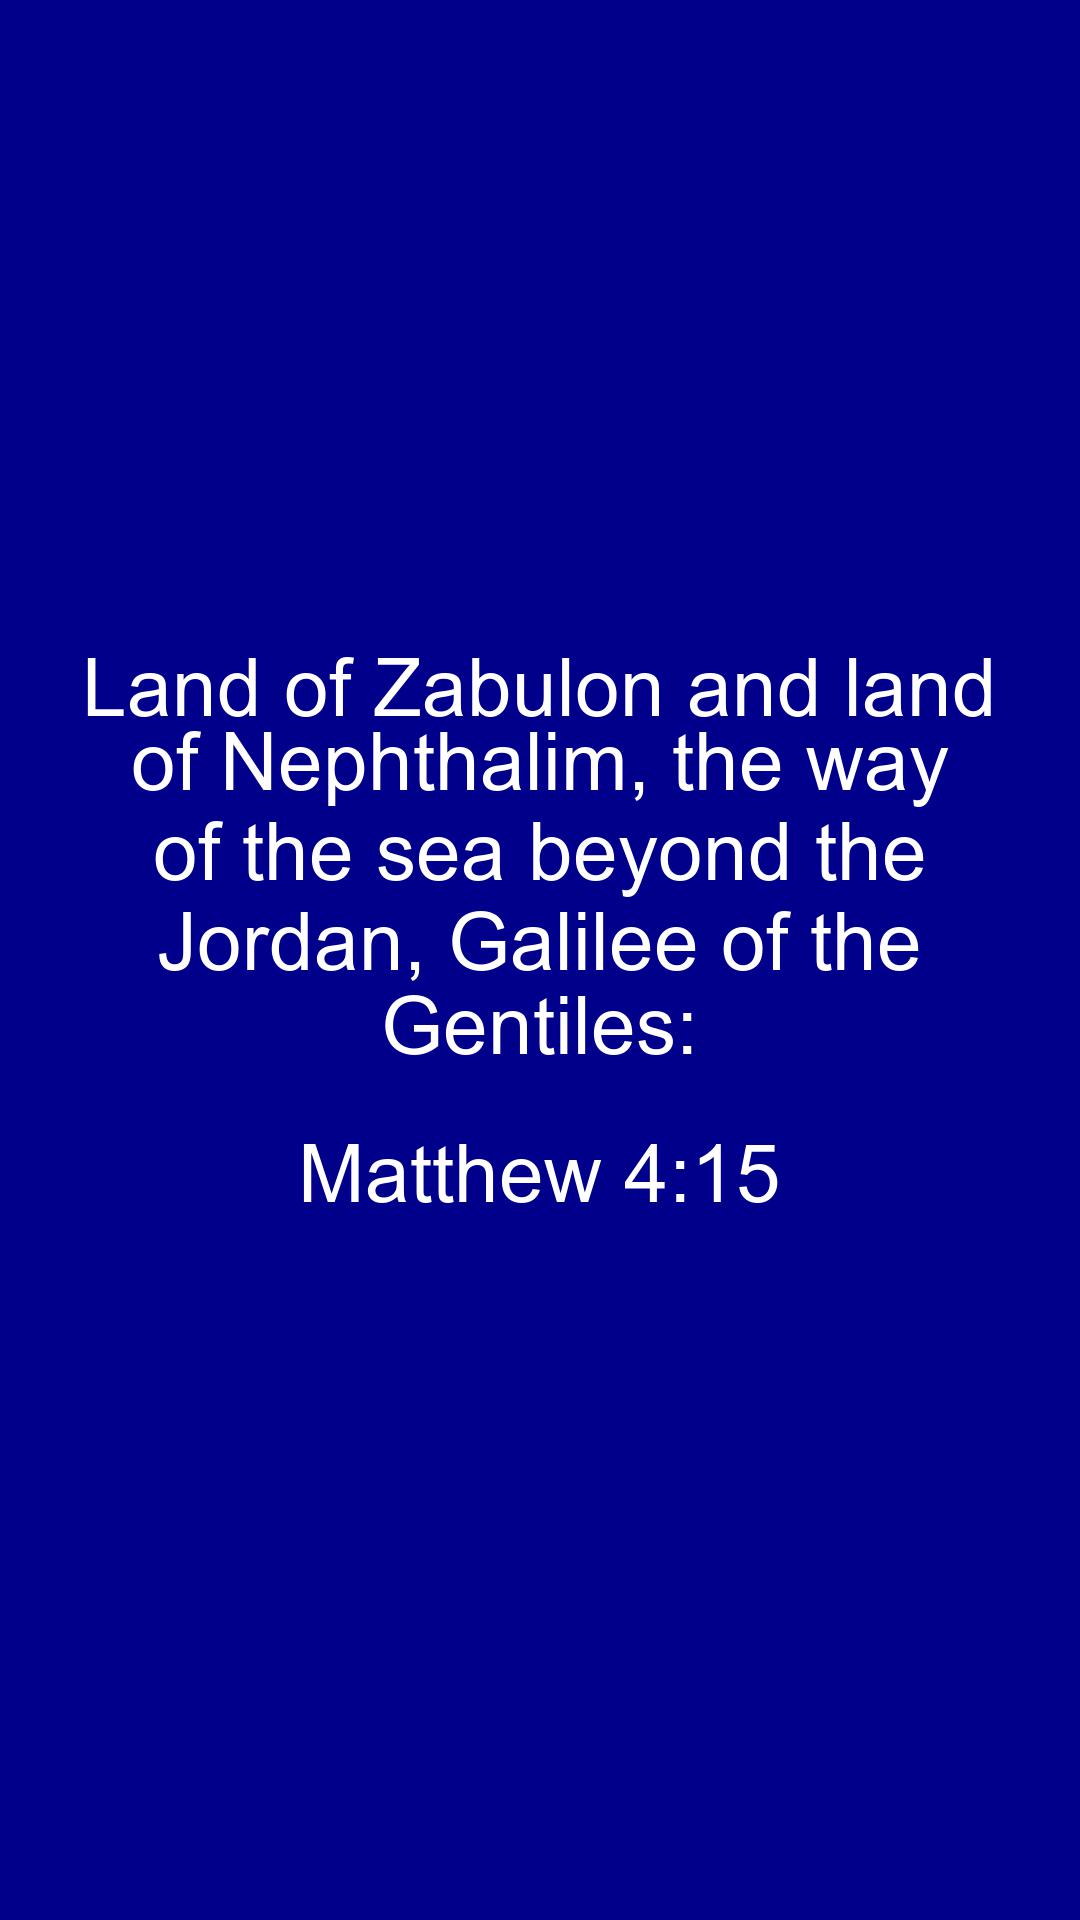 Land of Zabulon and land
of Nephthalim, the way
of the sea beyond the
Jordan, Galilee of the
Gentiles:
Matthew 4:15